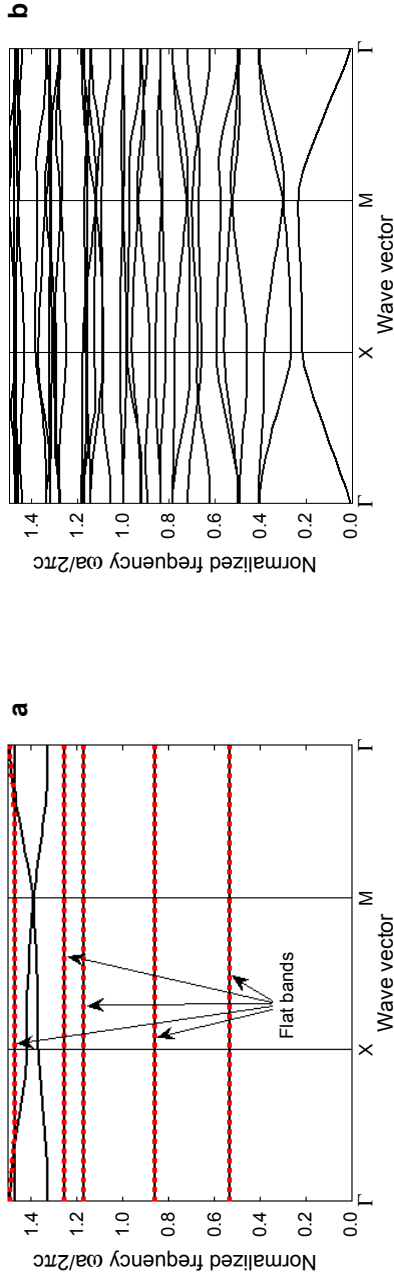 a
Normalized frequency ωa/2πc
1.4
1.2
1.0
0.8
0.6
0.4
0.2
0.0
Flat bands
Γ
X
M
Γ
Wave vector
b
Normalized frequency ωa/2πc
1.4
1.2
1.0
0.8
0.6
0.4
0.2
0.0
Γ
X
M
Γ
Wave vector